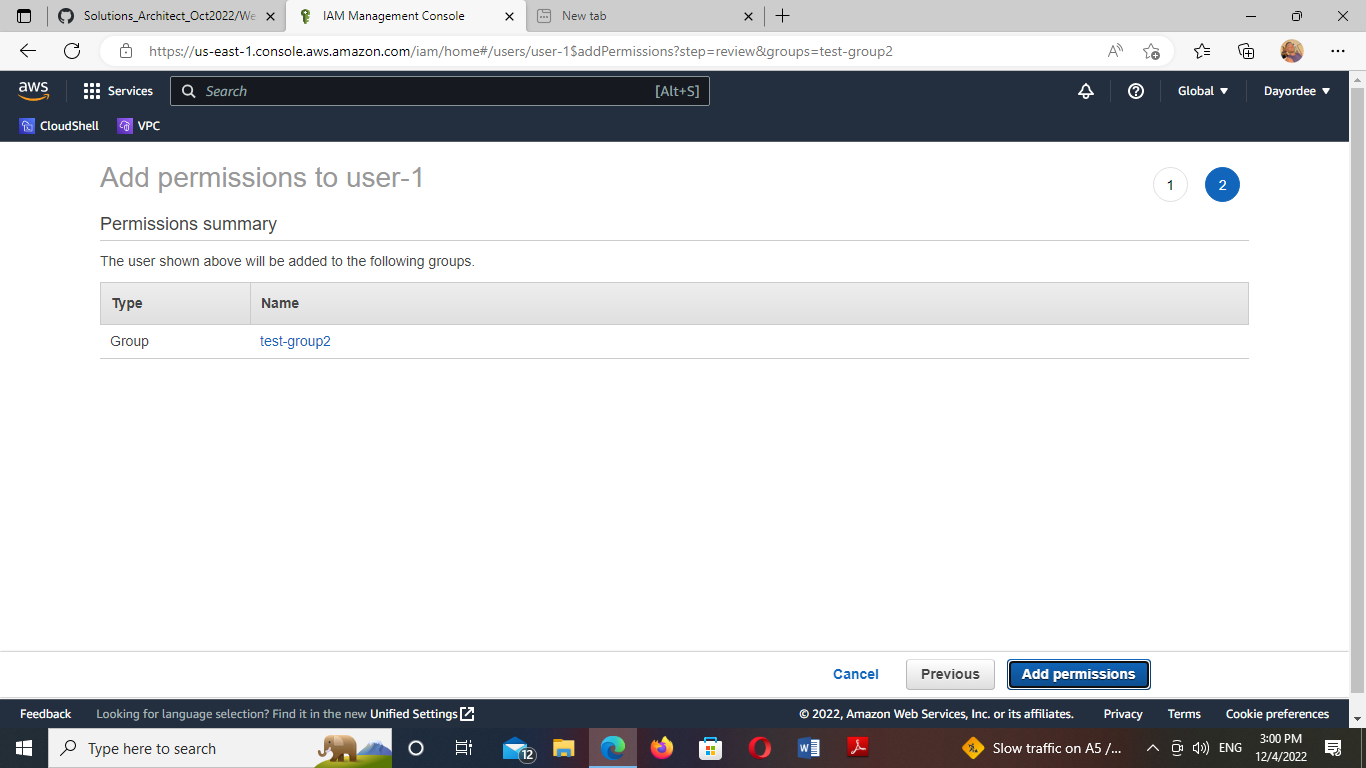 Solutions_Architect_Oct2022/We
IAM Management Console
New tab
https://us-east-1.console.aws.amazon.com/iam/home#/users/user-1$addPermissions?step=review&groups=test-group2
aws
Services
Search
[Alt+S]
Global
Dayordee
CloudShell
VPC
Add permissions to user-1
1
2
Permissions summary
The user shown above will be added to the following groups.
Type Name
Group test-group2
Cancel
Previous
Add permissions
Feedback
Looking for language selection? Find it in the new Unified Settings
© 2022, Amazon Web Services, Inc. or its affiliates.
Privacy
Terms
Cookie preferences
Type here to search
12
Slow traffic on A5 /...
ENG
3:00 PM
12/4/2022